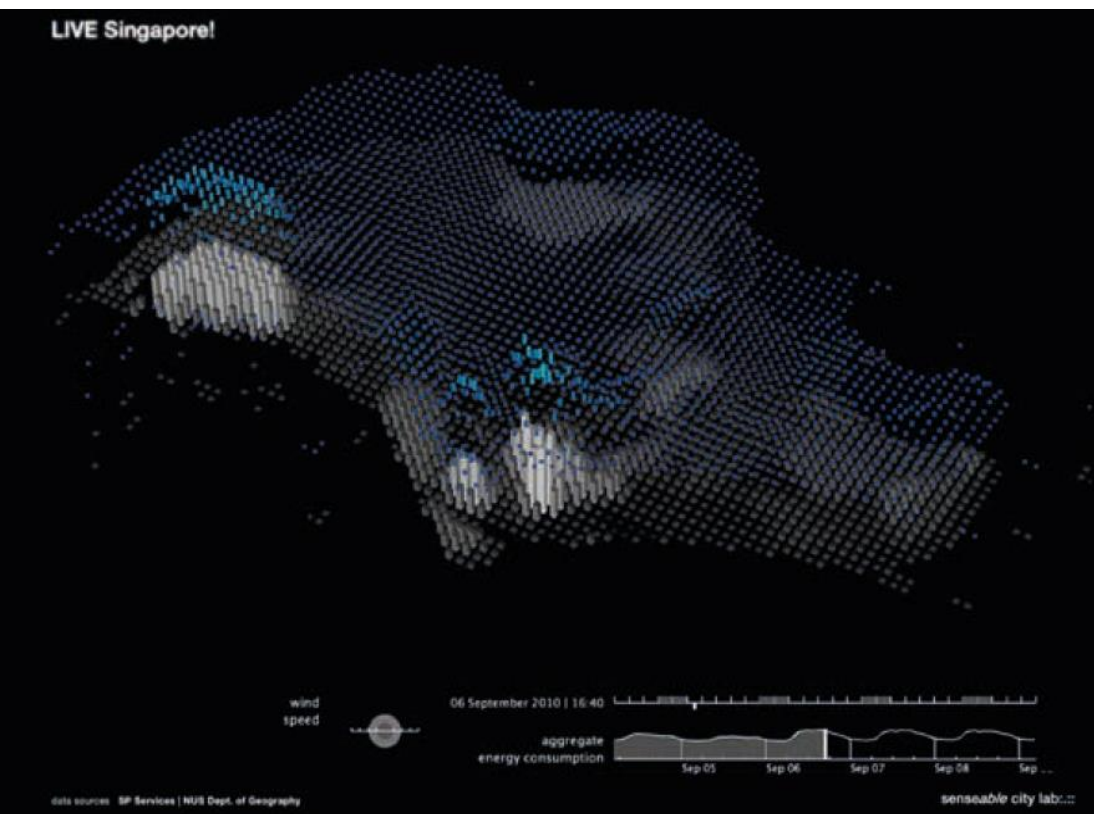 LIVE Singapore!
wind
speed
06 September 2010 | 16:40
aggregate
energy consumption
Sep 05
Sep 06
Sep 07
Sep 08
Sep ...
data sources SP Services | NUS Dept. of Geography
senseable city lab:.::